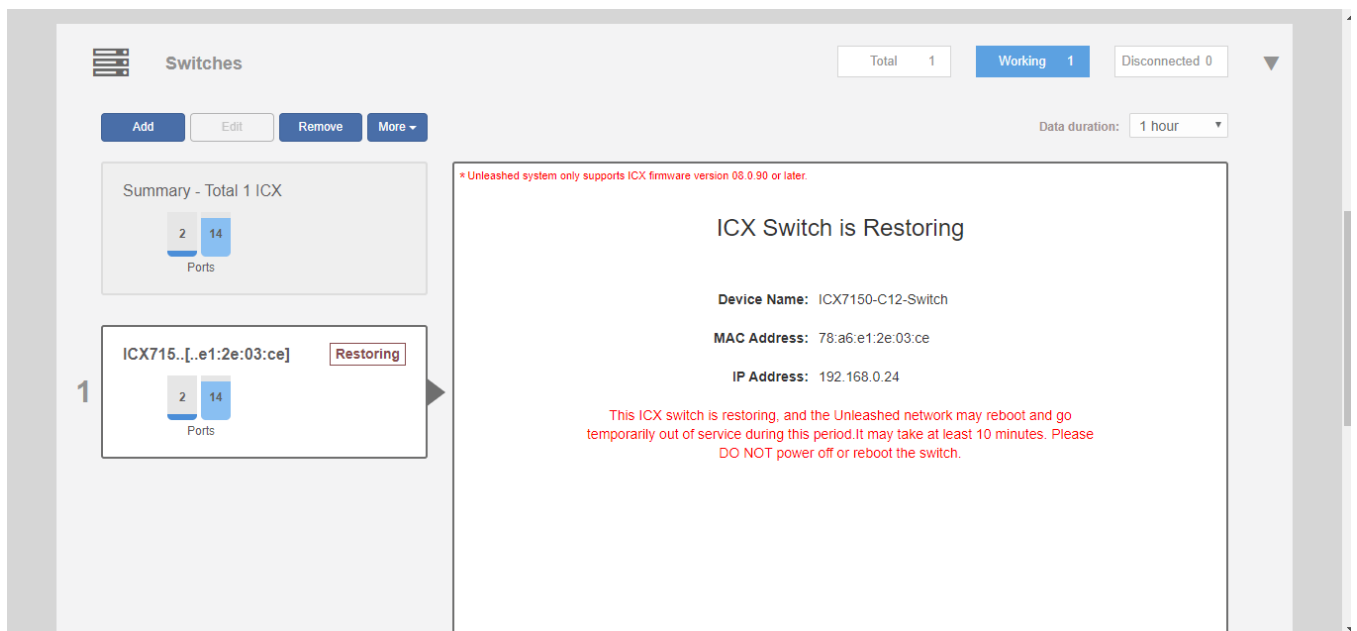 Switches
Total 1
Working 1
Disconnected 0
Add
Edit
Remove
More
Data duration: 1 hour
Summary - Total 1 ICX
2 14
Ports
1
ICX715..[..e1:2e:03:ce] Restoring
2 14
Ports
* Unleashed system only supports ICX firmware version 08.0.90 or later.
ICX Switch is Restoring
Device Name: ICX7150-C12-Switch
MAC Address: 78:a6:e1:2e:03:ce
IP Address: 192.168.0.24
This ICX switch is restoring, and the Unleashed network may reboot and go
temporarily out of service during this period.It may take at least 10 minutes. Please
DO NOT power off or reboot the switch.